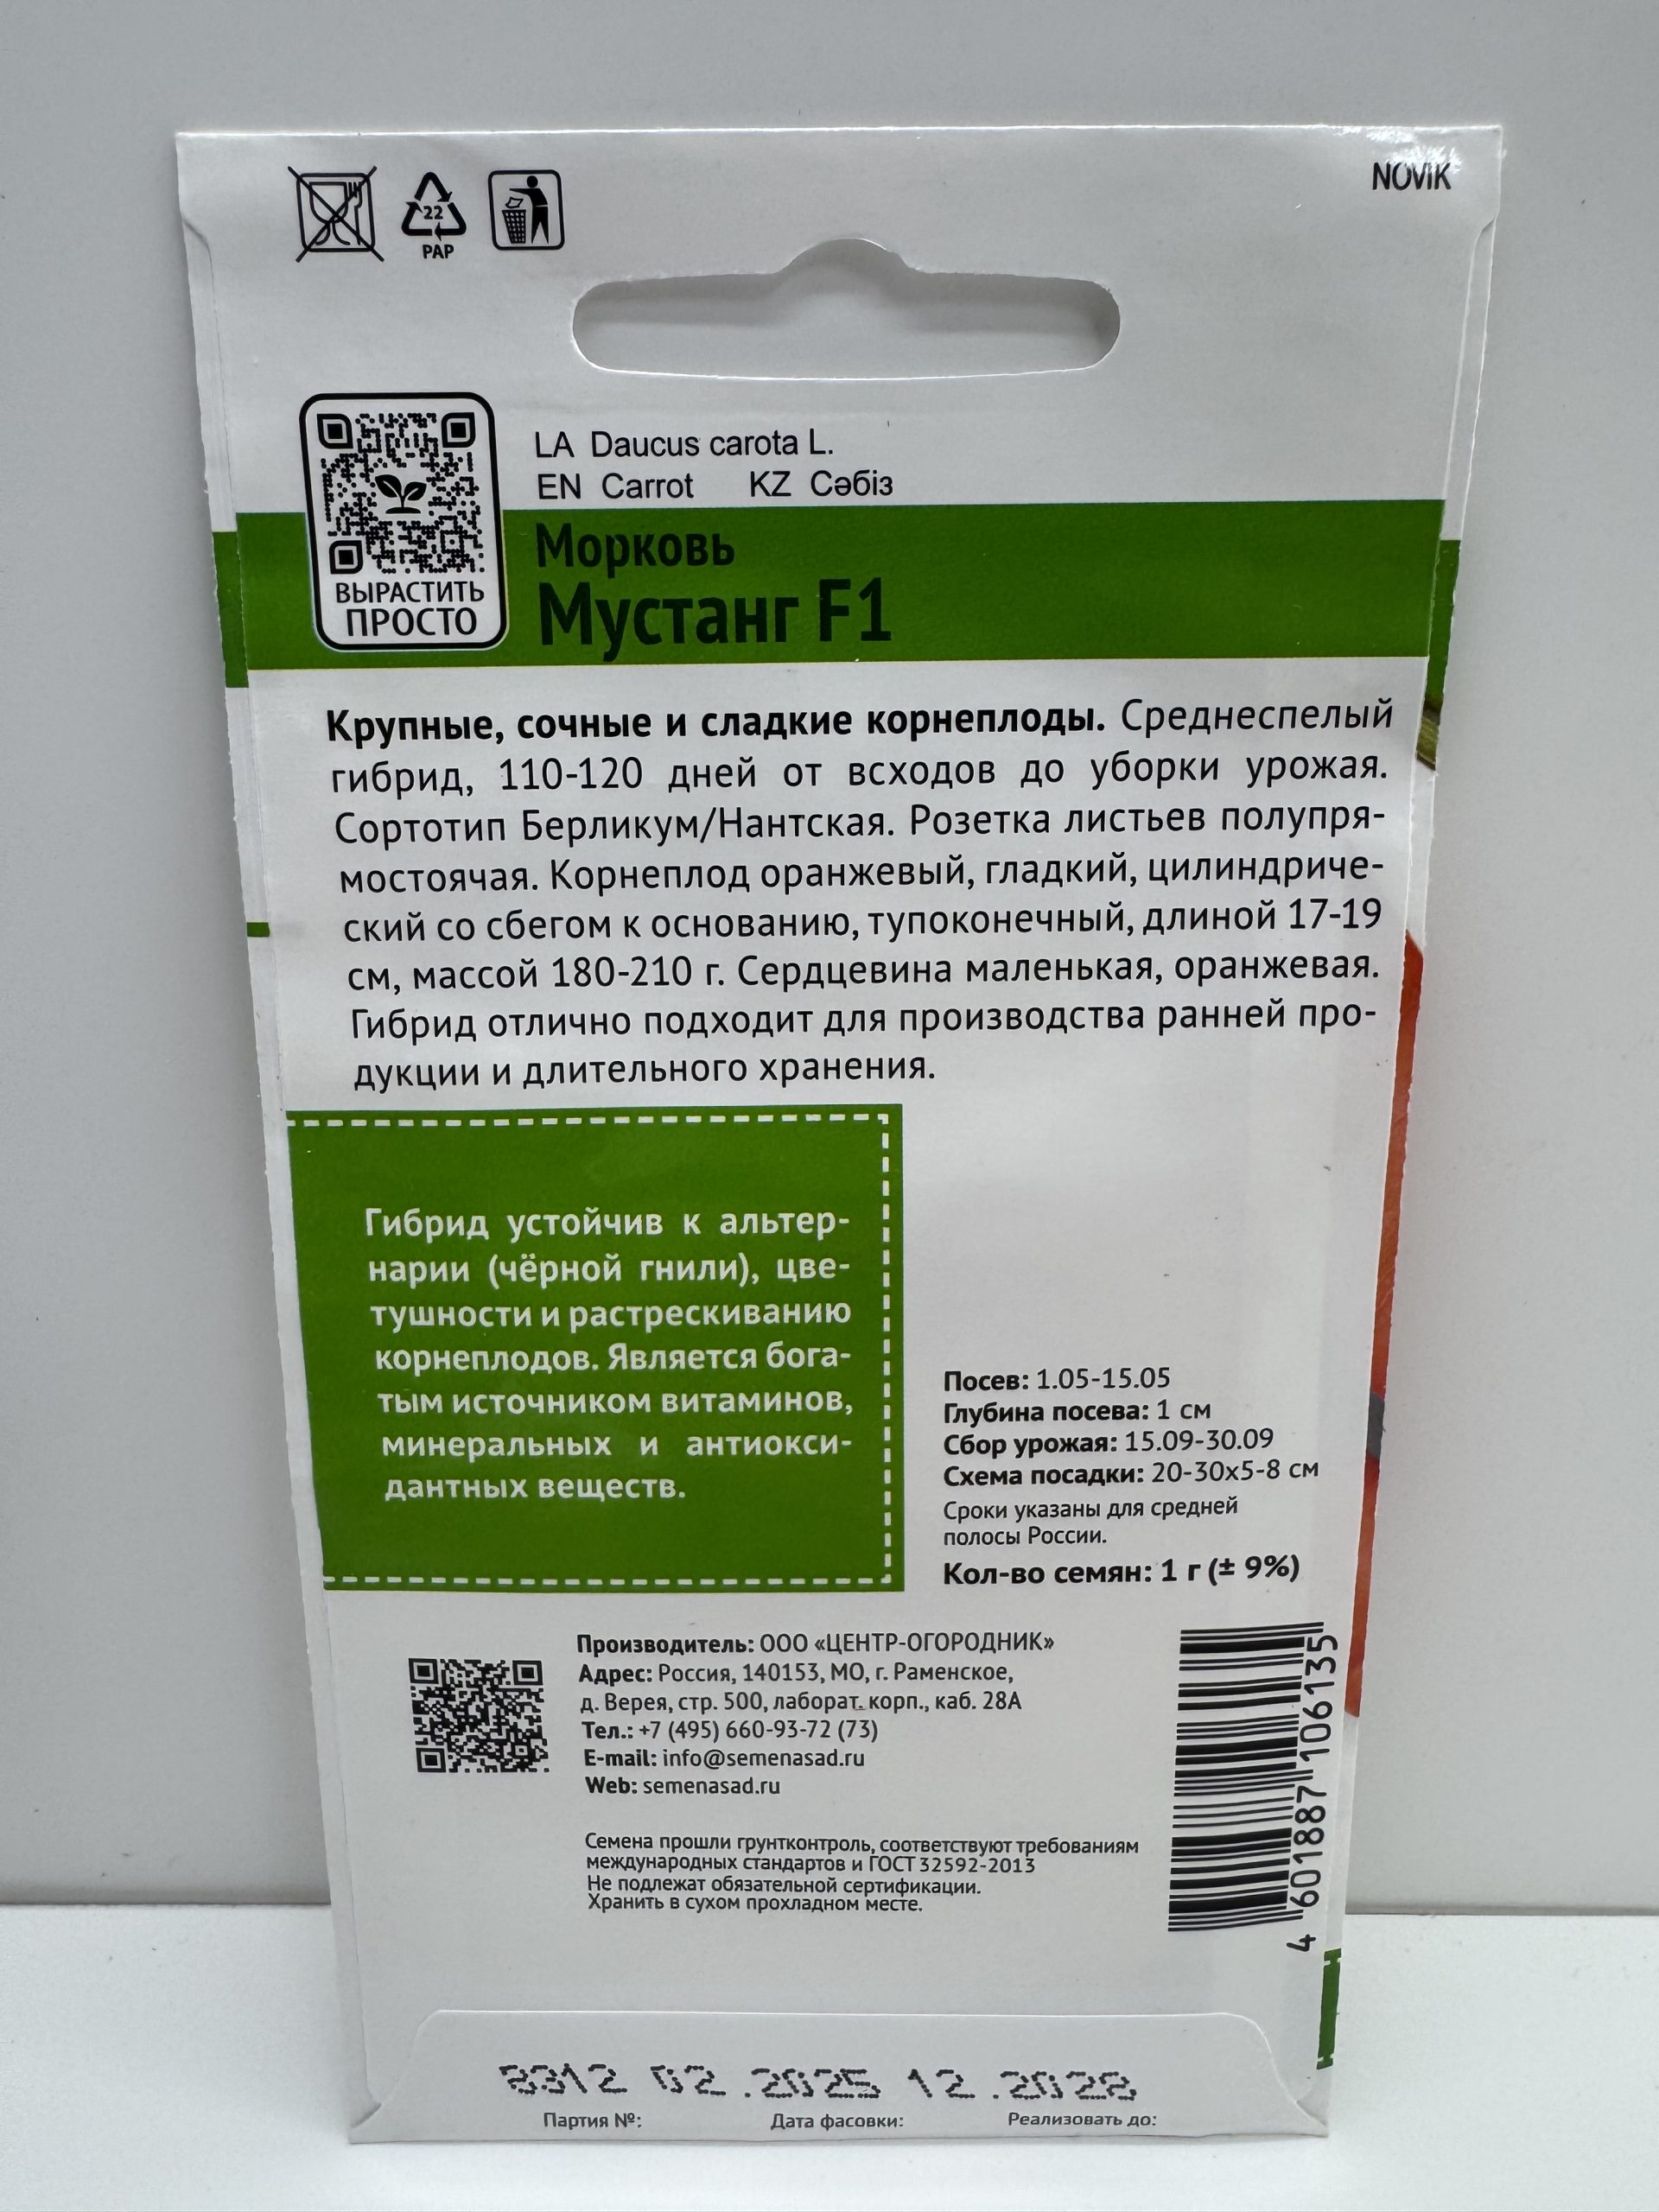 NOVIK
22
PAP
LA Daucus carota L.
EN Carrot KZ Сәбіз
Морковь
Мустанг F1
ВЫРАСТИТЬ
ПРОСТО
Крупные, сочные и сладкие корнеплоды. Среднеспелый
гибрид, 110-120 дней от всходов до уборки урожая.
Сортотип Берликум/Нантская. Розетка листьев полупря-
мостоячая. Корнеплод оранжевый, гладкий, цилиндриче-
ский со сбегом к основанию, тупоконечный, длиной 17-19
см, массой 180-210 г. Сердцевина маленькая, оранжевая.
Гибрид отлично подходит для производства ранней про-
дукции и длительного хранения.
Гибрид устойчив к альтер-
нарии (чёрной гнили), цве-
тушности и растрескиванию
корнеплодов. Является бога-
тым источником витаминов,
минеральных и антиокси-
дантных веществ.
Посев: 1.05-15.05
Глубина посева: 1 см
Сбор урожая: 15.09-30.09
Схема посадки: 20-30х5-8 см
Сроки указаны для средней
полосы России.
Кол-во семян: 1 г (± 9%)
Производитель: ООО «ЦЕНТР-ОГОРОДНИК»
Адрес: Россия, 140153, МО, г. Раменское,
д. Верея, стр. 500, лаборат. корп., каб. 28А
Тел.: +7 (495) 660-93-72 (73)
E-mail: info@semenasad.ru
Web: semenasad.ru
Семена прошли грунтконтроль, соответствуют требованиям
международных стандартов и ГОСТ 32592-2013
Не подлежат обязательной сертификации.
Хранить в сухом прохладном месте.
4 601887 106135
02.2025 12.2028
Партия №: Дата фасовки: Реализовать до: